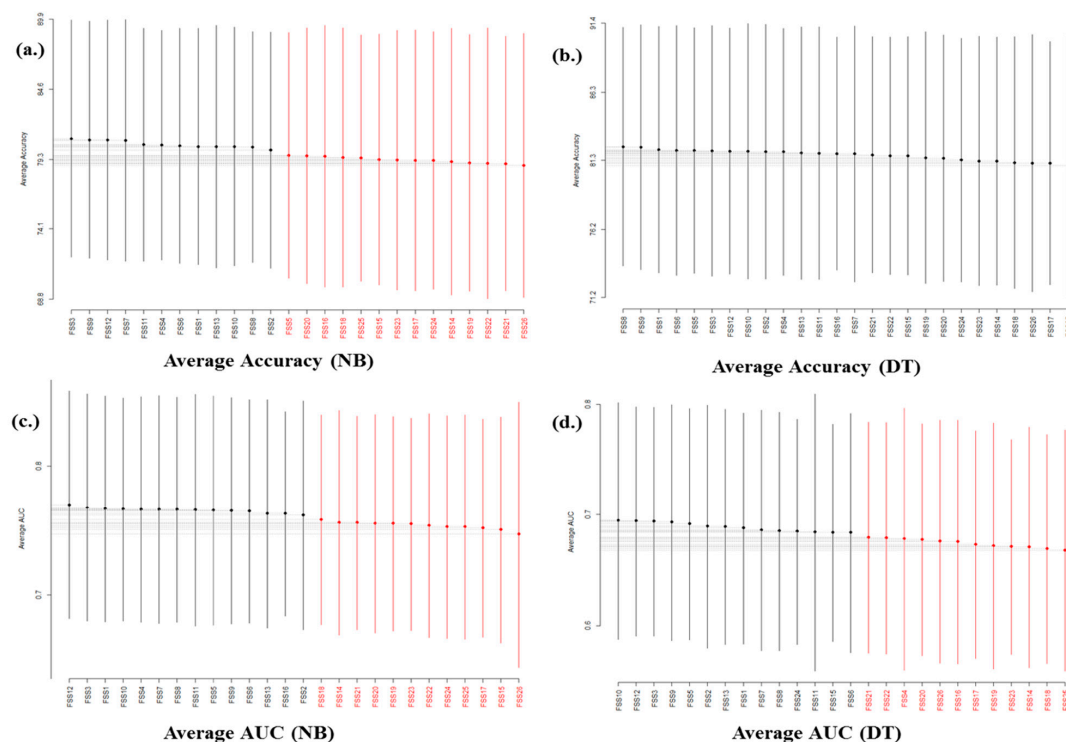 (a.)
Average Accuracy
89.9
84.6
79.3
74.1
68.8
FSS3 FSS9 FSS12 FSS7 FSS11 FSS4 FSS6 FSS1 FSS13 FSS10 FSS8 FSS2 FSS5 FSS20 FSS16 FSS18 FSS25 FSS15 FSS23 FSS17 FSS24 FSS14 FSS19 FSS22 FSS21 FSS26
Average Accuracy (NB)
(b.)
Average Accuracy
91.4
86.3
81.3
76.2
71.2
FSS8 FSS9 FSS1 FSS6 FSS5 FSS3 FSS12 FSS10 FSS2 FSS4 FSS13 FSS11 FSS16 FSS7 FSS21 FSS22 FSS15 FSS19 FSS20 FSS24 FSS23 FSS14 FSS18 FSS26 FSS17
Average Accuracy (DT)
(c.)
Average AUC
0.8
0.7
FSS12 FSS3 FSS1 FSS10 FSS4 FSS7 FSS8 FSS11 FSS5 FSS9 FSS6 FSS13 FSS16 FSS2 FSS18 FSS14 FSS21 FSS20 FSS19 FSS23 FSS22 FSS24 FSS25 FSS17 FSS15 FSS26
Average AUC (NB)
(d.)
Average AUC
0.8
0.7
0.6
FSS10 FSS12 FSS3 FSS9 FSS5 FSS2 FSS13 FSS1 FSS7 FSS8 FSS24 FSS11 FSS15 FSS6 FSS21 FSS22 FSS4 FSS20 FSS26 FSS16 FSS17 FSS19 FSS23 FSS14 FSS18
Average AUC (DT)